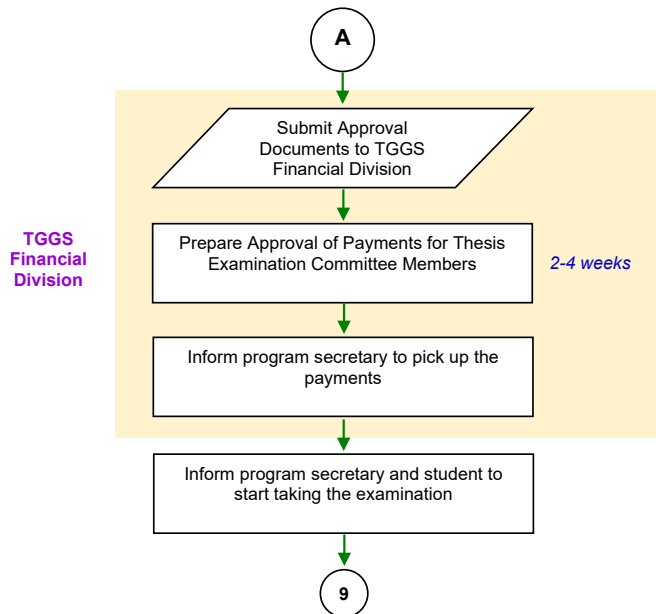 A
Submit Approval
Documents to TGGS
Financial Division
TGGS
Financial
Division
Prepare Approval of Payments for Thesis
Examination Committee Members
2-4 weeks
Inform program secretary to pick up the
payments
Inform program secretary and student to
start taking the examination
9